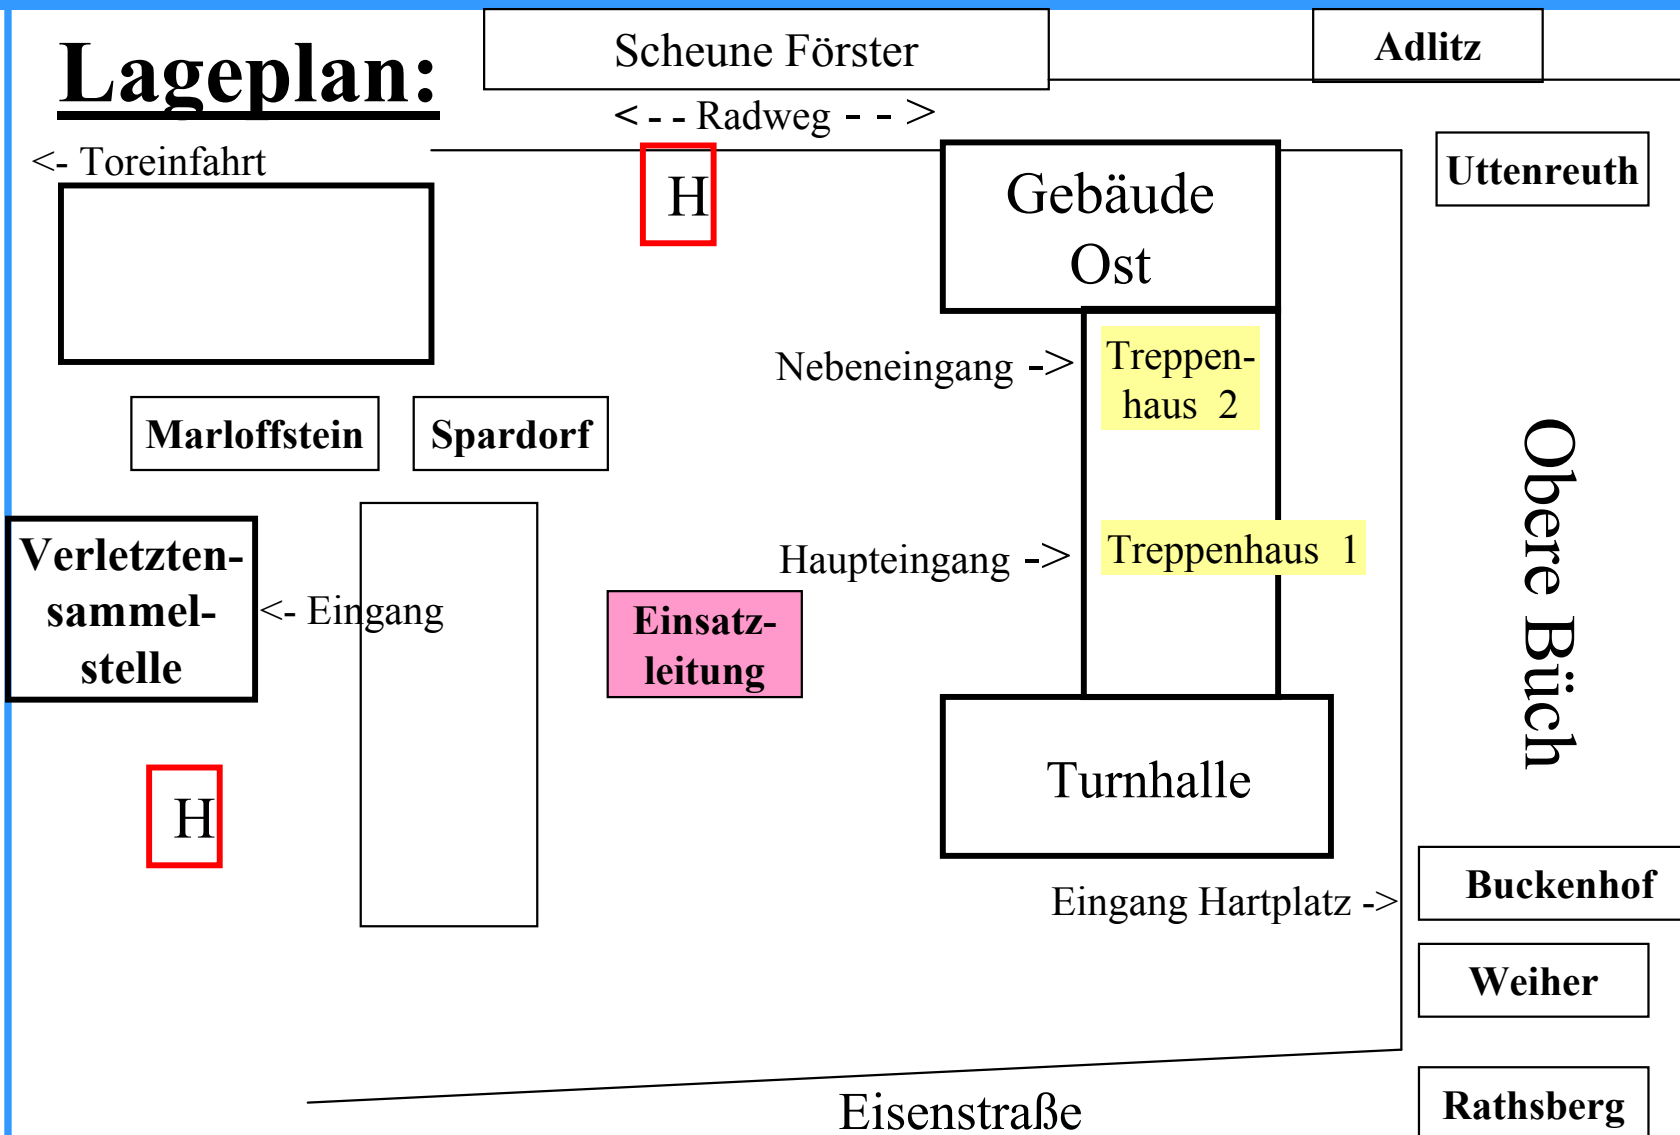 Lageplan:
Scheune Förster
Adlitz
< - - Radweg - - >
<- Toreinfahrt
Uttenreuth
H
Gebäude
Ost
Nebeneingang ->
Treppen-
haus 2
Marloffstein
Spardorf
Obere Büch
Verletzten-
sammel-
stelle
<- Eingang
Haupteingang ->
Treppenhaus 1
Einsatz-
leitung
H
Turnhalle
Eingang Hartplatz ->
Buckenhof
Weiher
Rathsberg
Eisenstraße